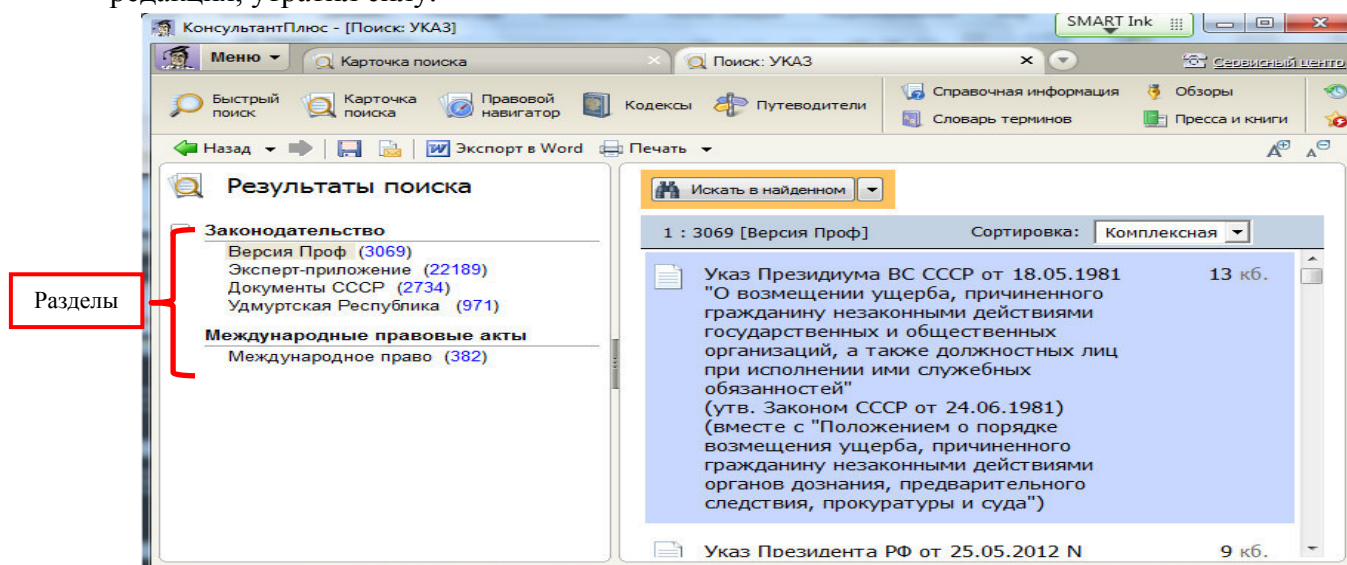 редакция, утратил силу.
КонсультантПлюс - [Поиск: УКАЗ]
SMART Ink
Меню
Карточка поиска
Поиск: УКАЗ
Сервисный центр
Быстрый поиск
Карточка поиска
Правовой навигатор
Кодексы
Путеводители
Справочная информация
Словарь терминов
Обзоры
Пресса и книги
Назад
Экспорт в Word
Печать
Результаты поиска
Законодательство
Версия Проф (3069)
Эксперт-приложение (22189)
Документы СССР (2734)
Удмуртская Республика (971)
Международные правовые акты
Международное право (382)
Разделы
Искать в найденном
1 : 3069 [Версия Проф]
Сортировка: Комплексная
Указ Президиума ВС СССР от 18.05.1981 13 кб.
"О возмещении ущерба, причиненного
гражданину незаконными действиями
государственных и общественных
организаций, а также должностных лиц
при исполнении ими служебных
обязанностей"
(утв. Законом СССР от 24.06.1981)
(вместе с "Положением о порядке
возмещения ущерба, причиненного
гражданину незаконными действиями
органов дознания, предварительного
следствия, прокуратуры и суда")
Указ Президента РФ от 25.05.2012 N 9 кб.